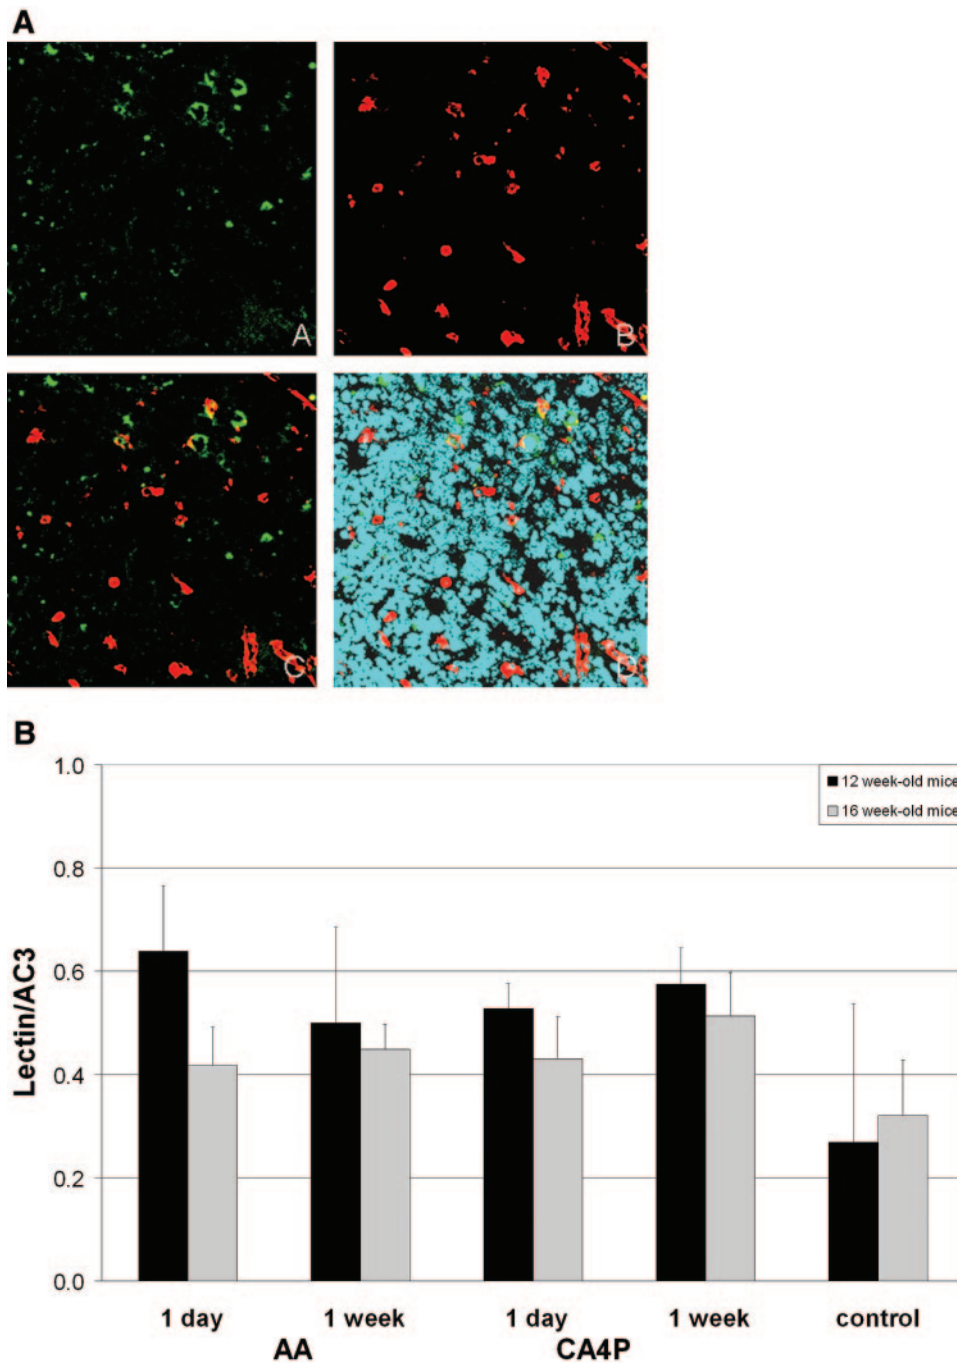 A
A
B
C
D
B
1.0
12 week-old mice
16 week-old mice
0.8
0.6
0.4
0.2
0.0
Lectin/AC3
1 day 1 week 1 day 1 week control
AA CA4P